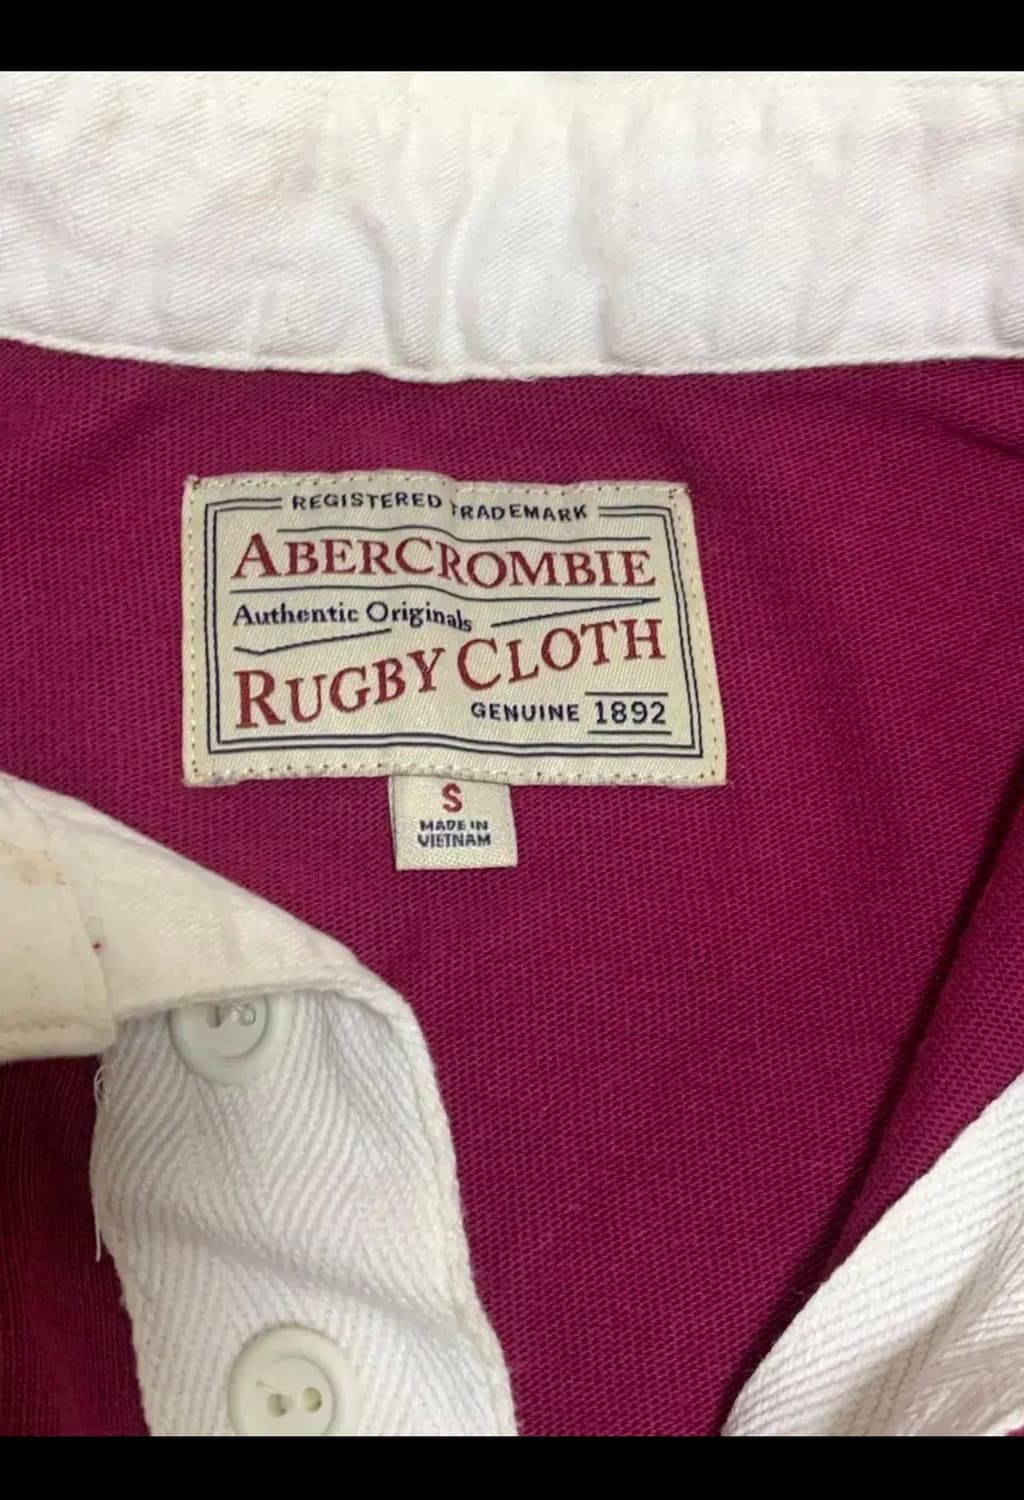 REGISTERED TRADEMARK
ABERCROMBIE
Authentic Originals
RUGBY CLOTH
GENUINE 1892
S
MADE IN
VIETNAM